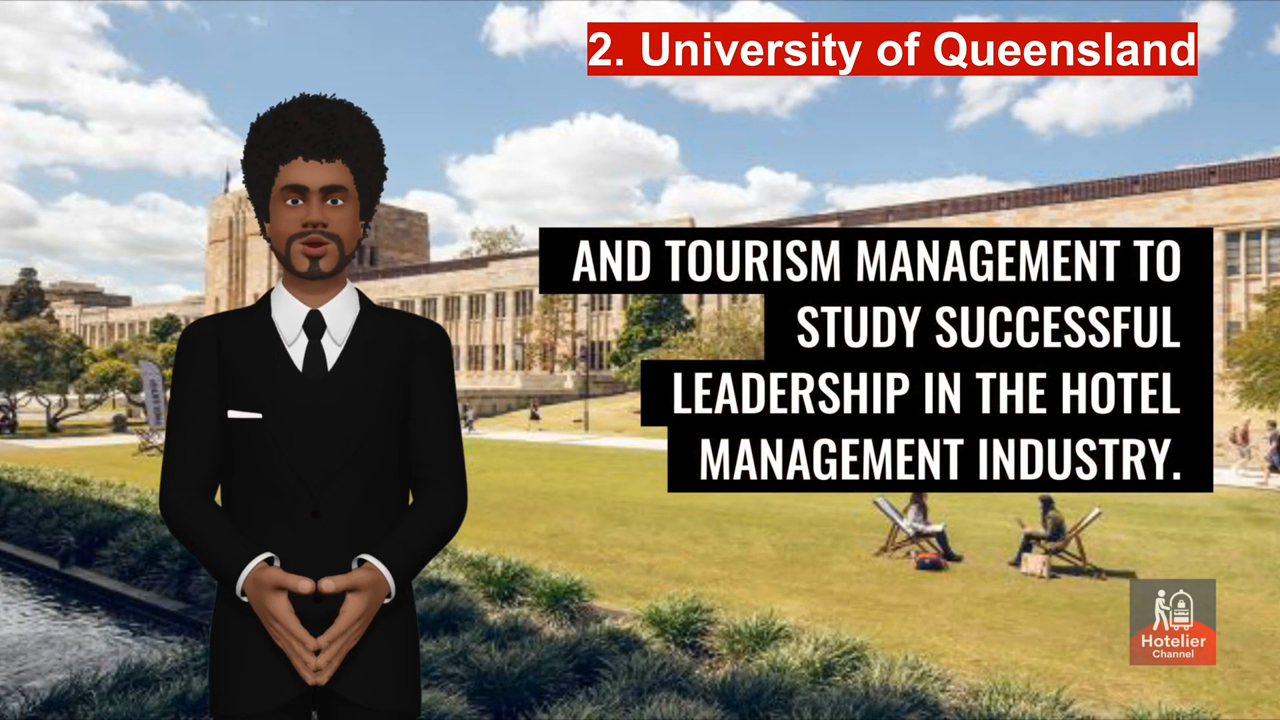 2. University of Queensland
AND TOURISM MANAGEMENT TO
STUDY SUCCESSFUL
LEADERSHIP IN THE HOTEL
MANAGEMENT INDUSTRY.
Hotelier
Channel